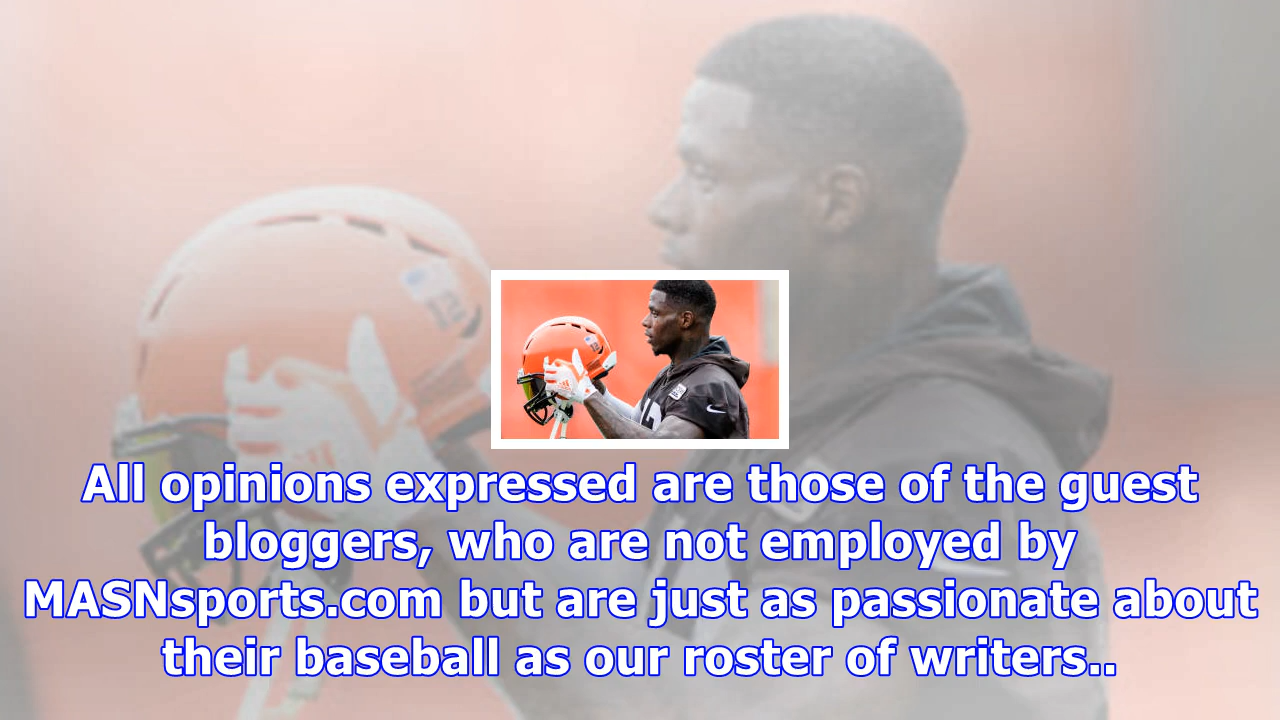 All opinions expressed are those of the guest
bloggers, who are not employed by
MASNsports.com but are just as passionate about
their baseball as our roster of writers..